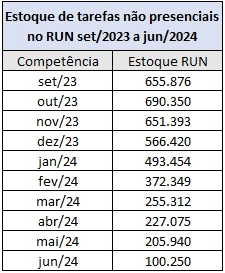 Estoque de tarefas não presenciais
no RUN set/2023 a jun/2024
Competência Estoque RUN
set/23 655.876
out/23 690.350
nov/23 651.393
dez/23 566.420
jan/24 493.454
fev/24 372.349
mar/24 255.312
abr/24 227.075
mai/24 205.940
jun/24 100.250